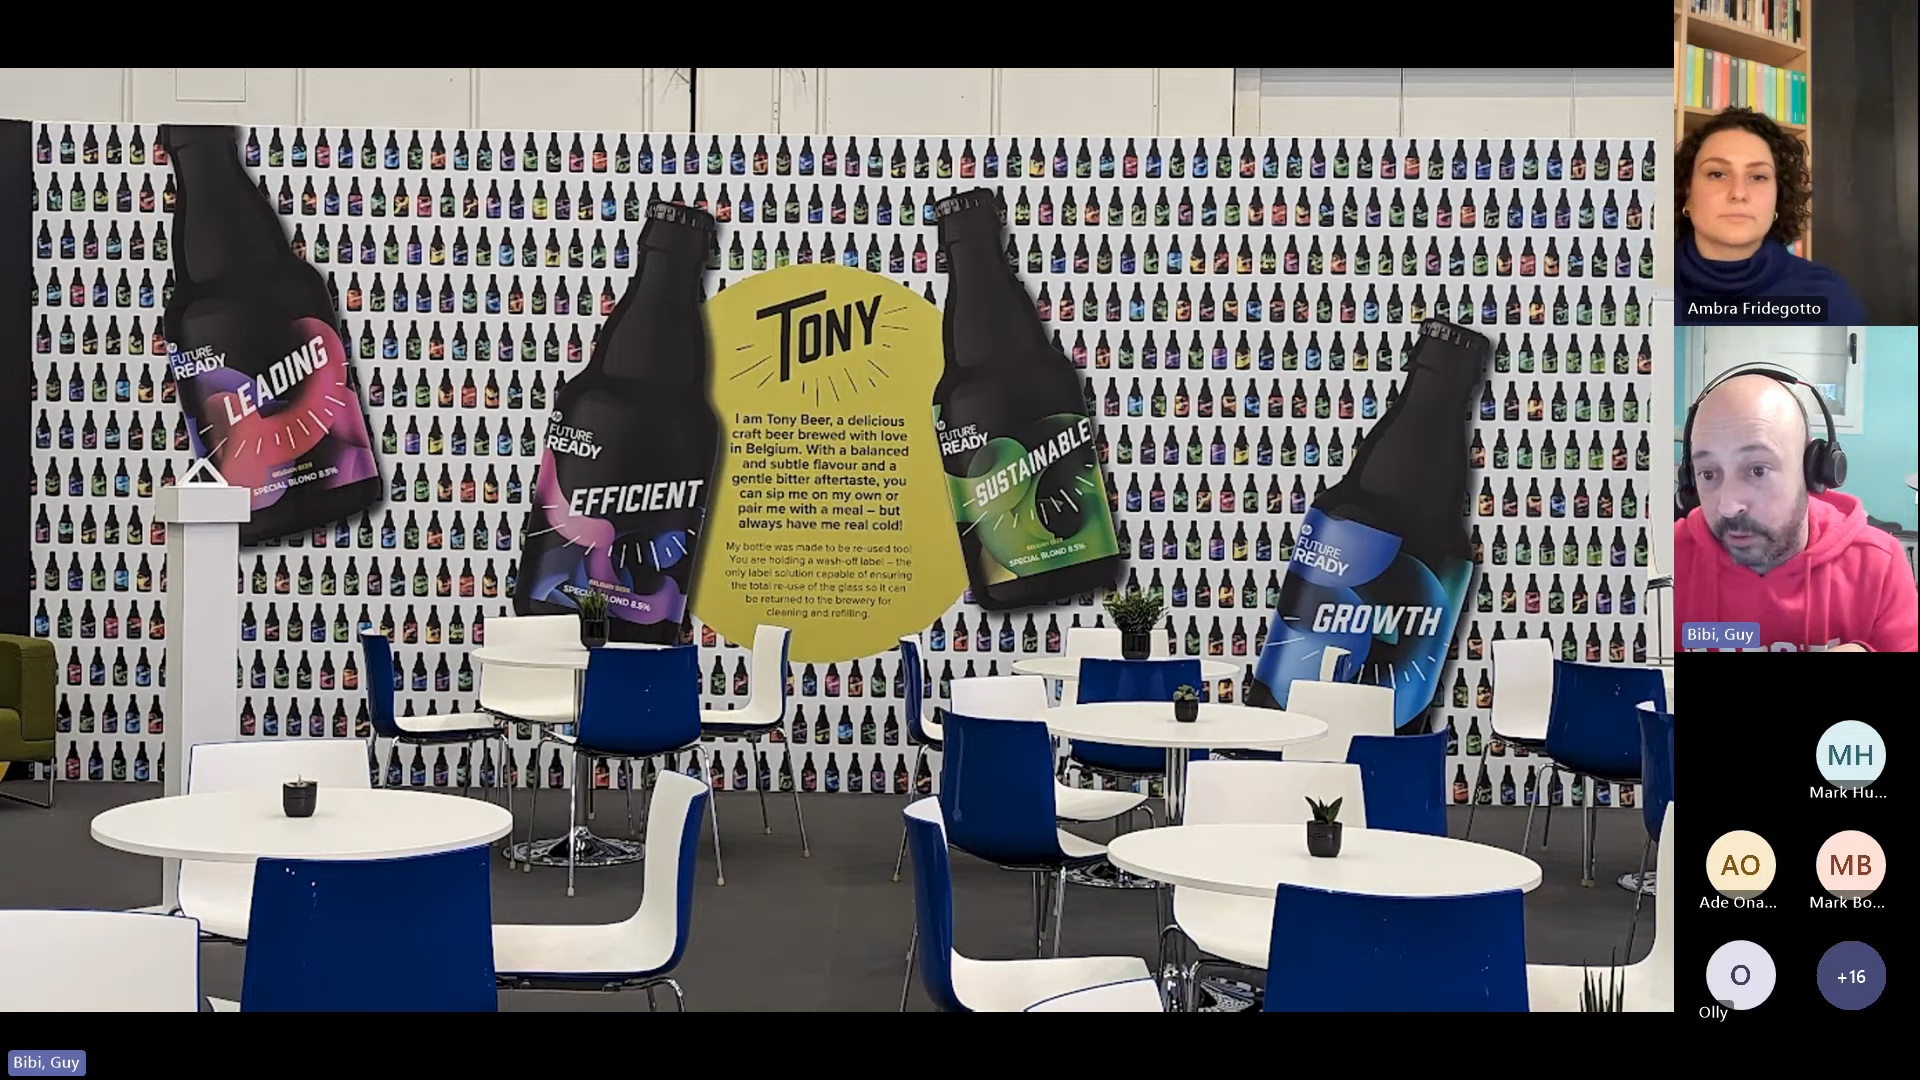 FUTURE
READY
LEADING
BELGIAN BEER
SPECIAL BLOND 8.5%
FUTURE
READY
EFFICIENT
BELGIAN BEER
SPECIAL BLOND 8.5%
TONY
I am Tony Beer, a delicious
craft beer brewed with love
in Belgium. With a balanced
and subtle flavour and a
gentle bitter aftertaste, you
can sip me on my own or
pair me with a meal – but
always have me real cold!
My bottle was made to be re-used too!
You are holding a wash-off label – the
only label solution capable of ensuring
the total re-use of the glass so it can
be returned to the brewery for
cleaning and refilling.
FUTURE
READY
SUSTAINABLE
BELGIAN BEER
SPECIAL BLOND 8.5%
FUTURE
READY
GROWTH
Ambra Fridegotto
Bibi, Guy
MH
Mark Hu...
AO
Ade Ona...
MB
Mark Bo...
O
Olly
+16
Bibi, Guy